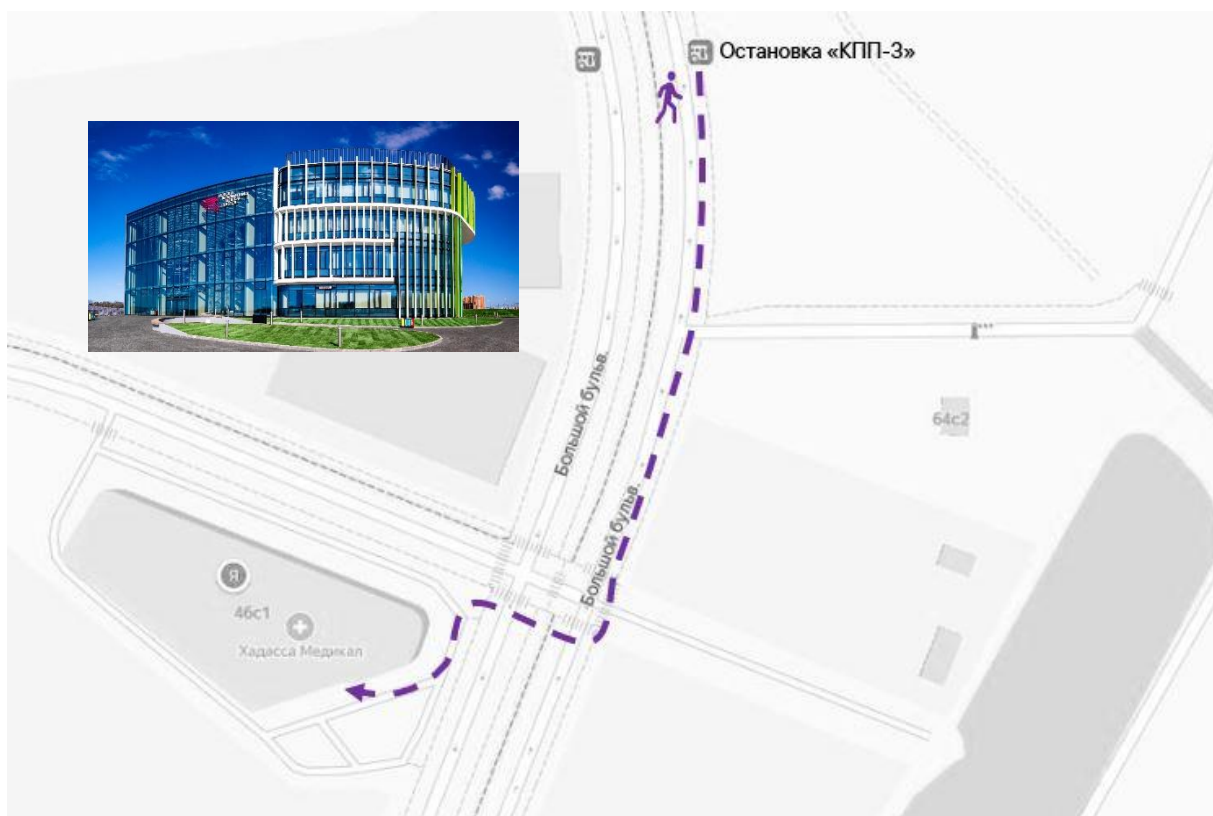 Остановка «КПП-3»
Большой бульв.
64с2
Большой бульв.
Я
46с1
Хадасса Медикал